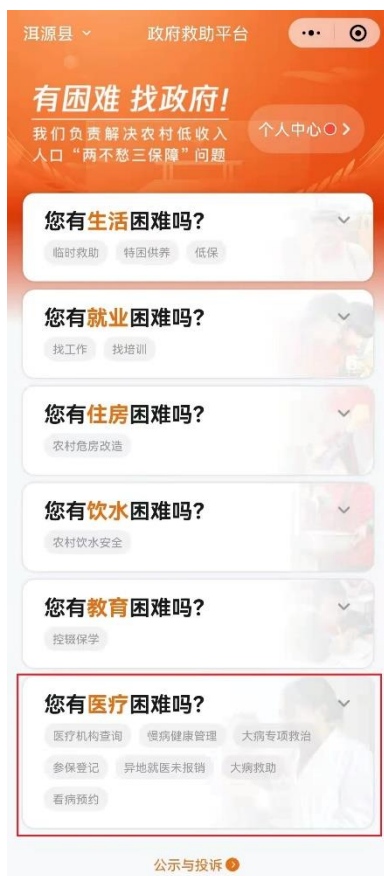 洱源县 政府救助平台
有困难 找政府!
我们负责解决农村低收入
人口“两不愁三保障”问题
个人中心
您有生活困难吗?
临时救助 特困供养 低保
您有就业困难吗?
找工作 找培训
您有住房困难吗?
农村危房改造
您有饮水困难吗?
农村饮水安全
您有教育困难吗?
控辍保学
您有医疗困难吗?
医疗机构查询 慢病健康管理 大病专项救治
参保登记 异地就医未报销 大病救助
看病预约
公示与投诉